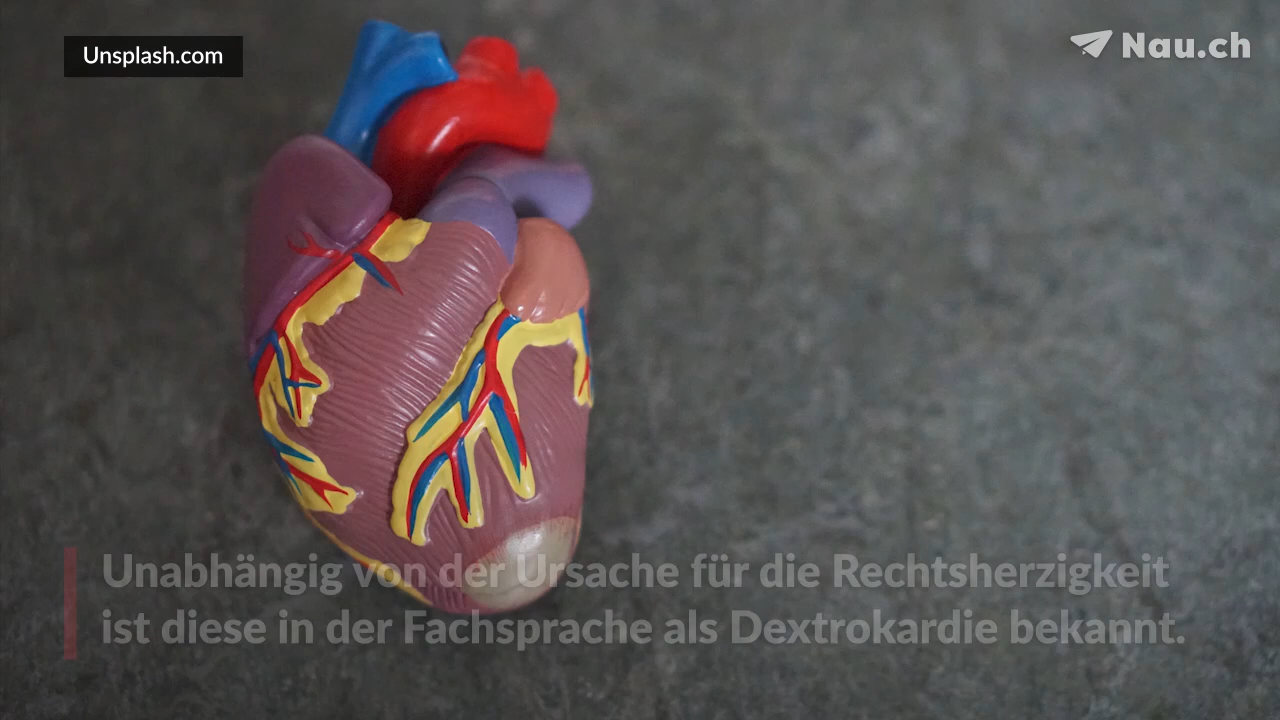 Unsplash.com
Nau.ch
Unabhängig von der Ursache für die Rechtsherzigkeit
ist diese in der Fachsprache als Dextrokardie bekannt.